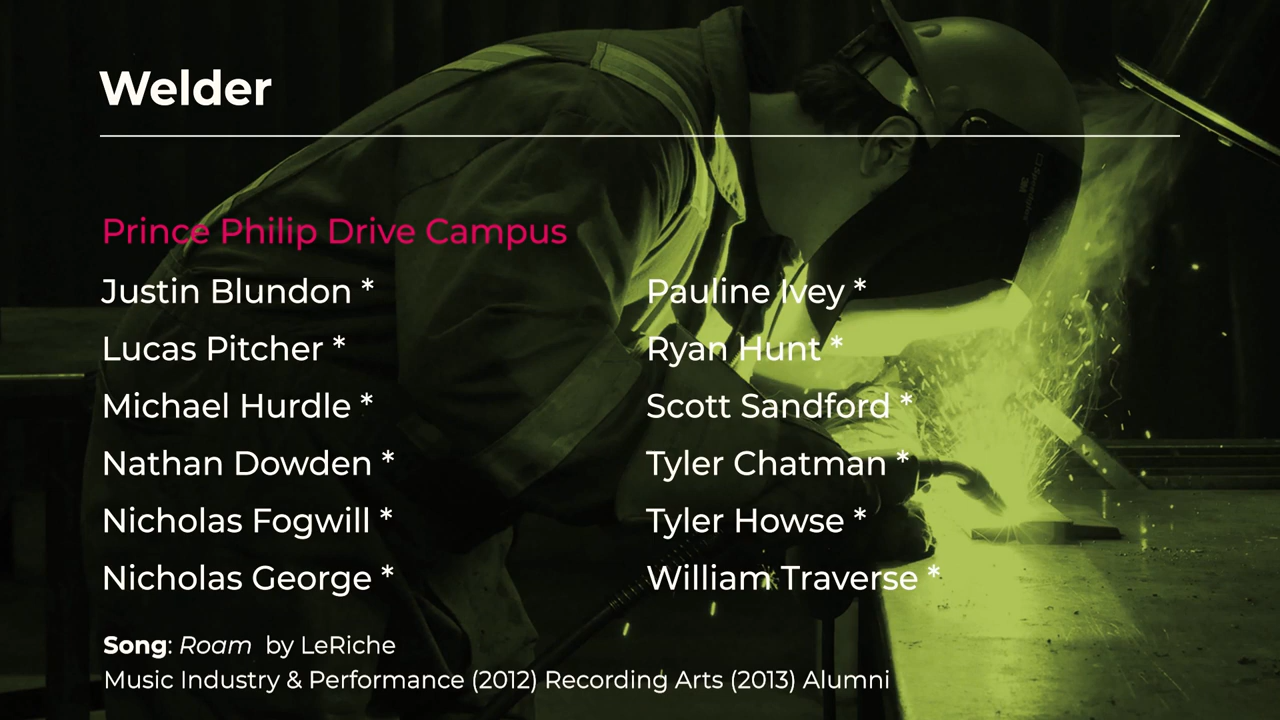 Welder
Prince Philip Drive Campus
Justin Blundon *
Lucas Pitcher *
Michael Hurdle *
Nathan Dowden *
Nicholas Fogwill *
Nicholas George *
Pauline Ivey *
Ryan Hunt *
Scott Sandford *
Tyler Chatman *
Tyler Howse *
William Traverse *
Song: Roam by LeRiche
Music Industry & Performance (2012) Recording Arts (2013) Alumni